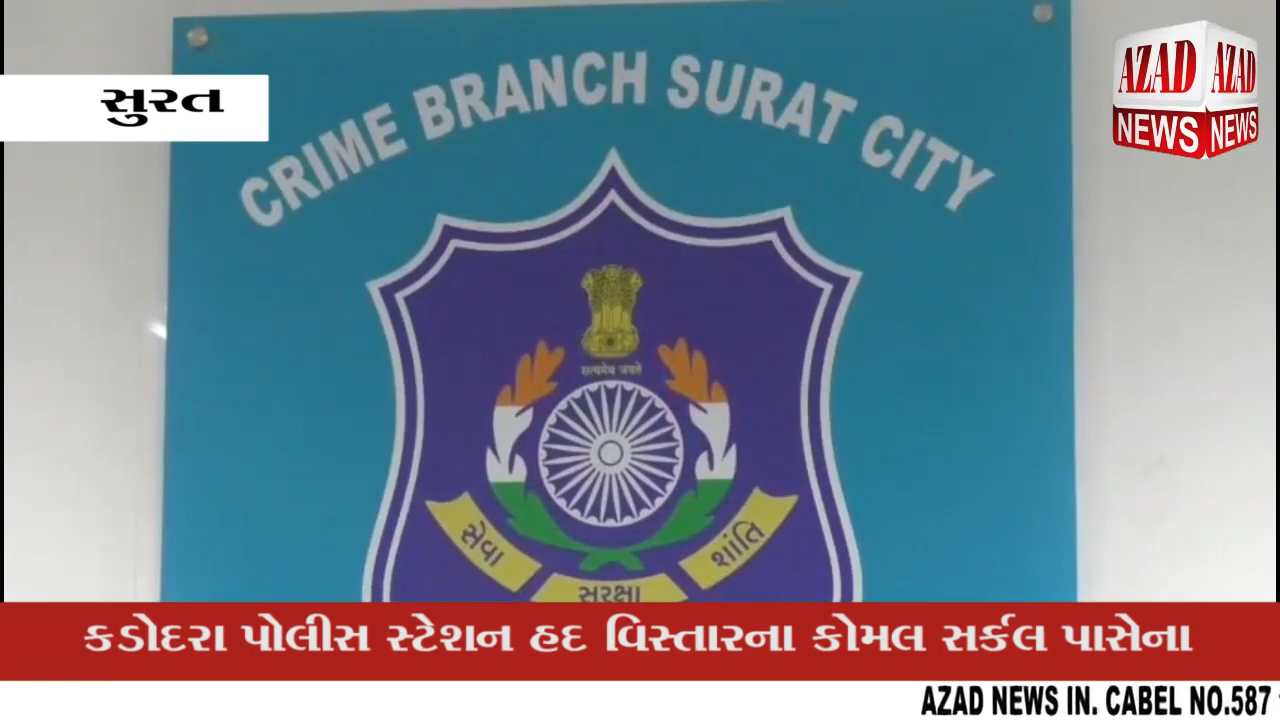 સુરત
CRIME BRANCH SURAT CITY
AZAD NEWS
AZAD NEWS
सत्यमेव जयते
સેવા
સુરક્ષા
શાંતિ
કડોદરા પોલીસ સ્ટેશન હદ વિસ્તારના કોમલ સર્કલ પાસેના
AZAD NEWS IN. CABEL NO.587